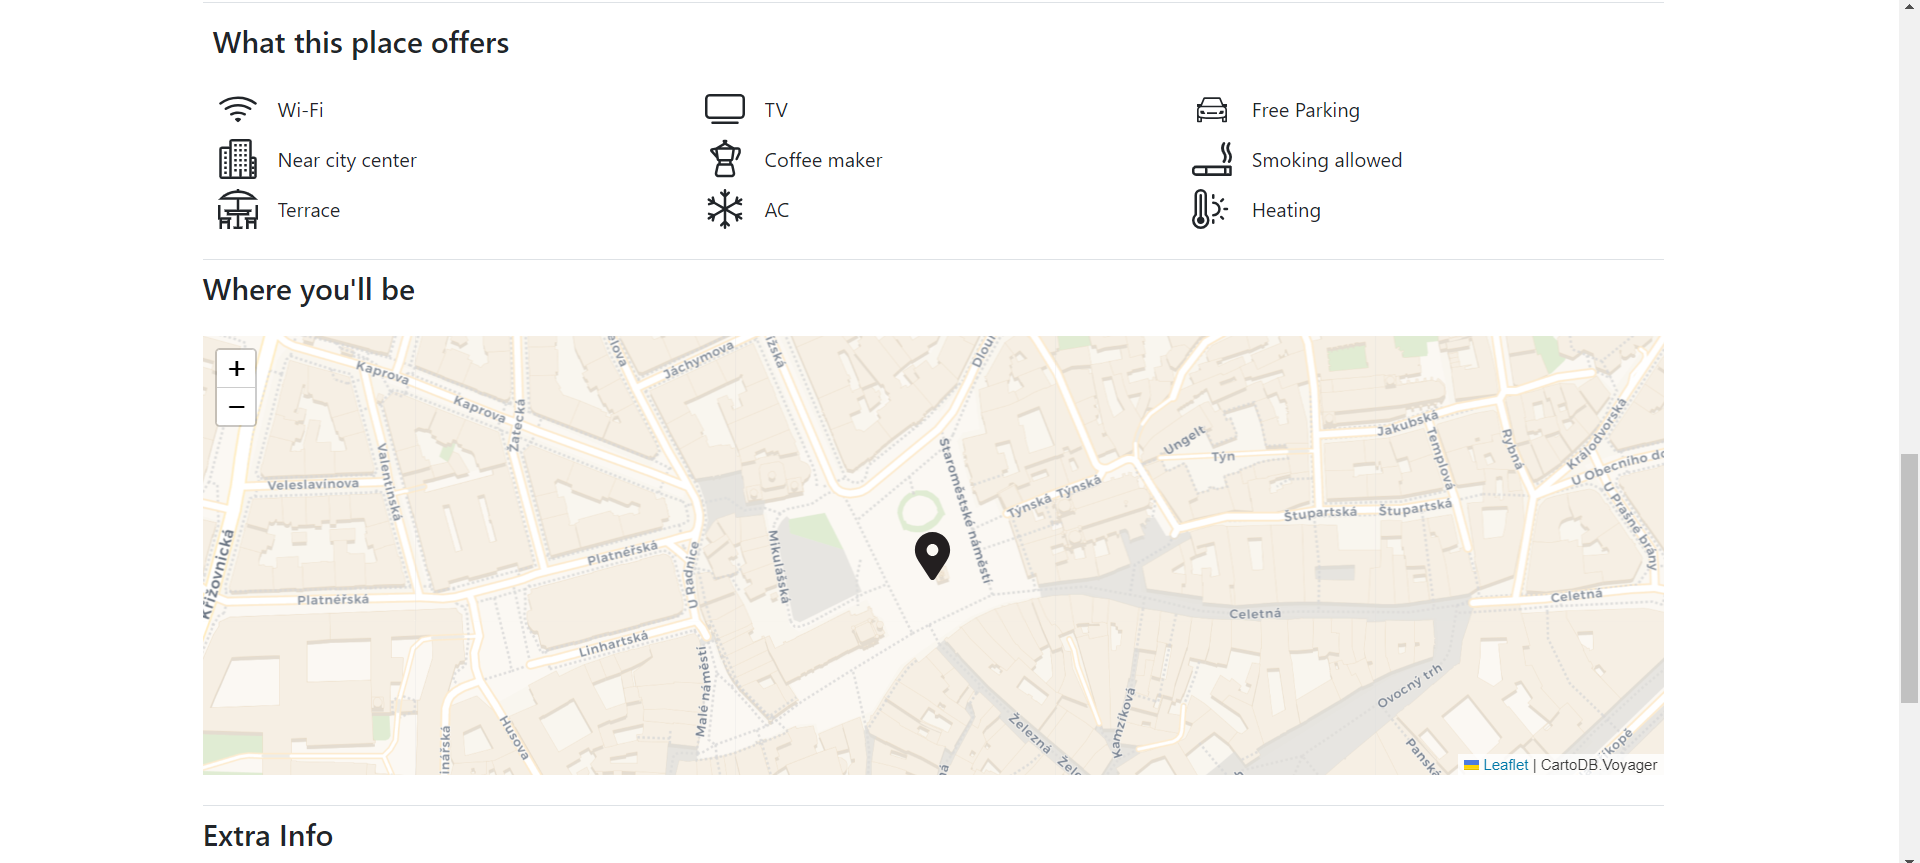 What this place offers
Wi-Fi
TV
Free Parking
Near city center
Coffee maker
Smoking allowed
Terrace
AC
Heating
Where you'll be
+
−
Kaprova
Kaprova
Žatecká
Valentinská
Veleslavínova
Jáchymova
Staroměstské náměstí
Týnská Týnská
Ungelt
Týn
Jakubská
Templová
Rybná
Králodvorská
U Prašné brány
Štupartská
Štupartská
Křižovnická
Platnéřská
Platnéřská
U Radnice
Mikulášská
Linhartská
Malé náměstí
Husova
Celetná
Celetná
Ovocný trh
Železná
Kamzíková
Leaflet | CartoDB.Voyager
Extra Info